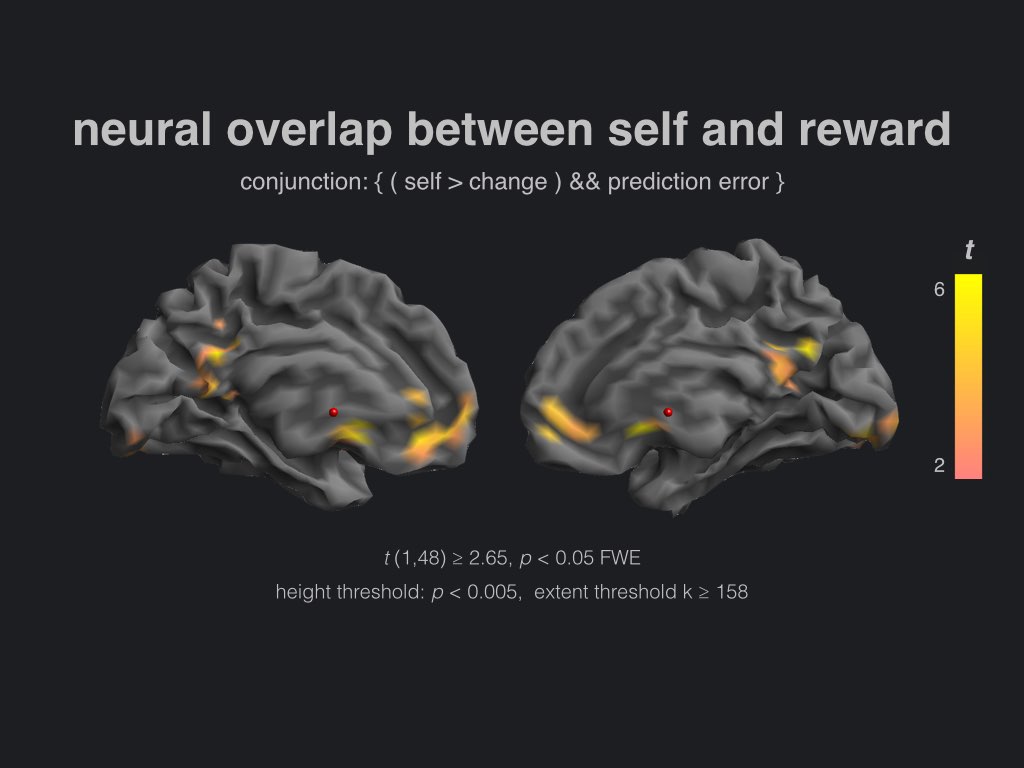 neural overlap between self and reward
conjunction: { ( self > change ) && prediction error }
t
6
2
t (1,48) ≥ 2.65, p < 0.05 FWE
height threshold: p < 0.005,  extent threshold k ≥ 158